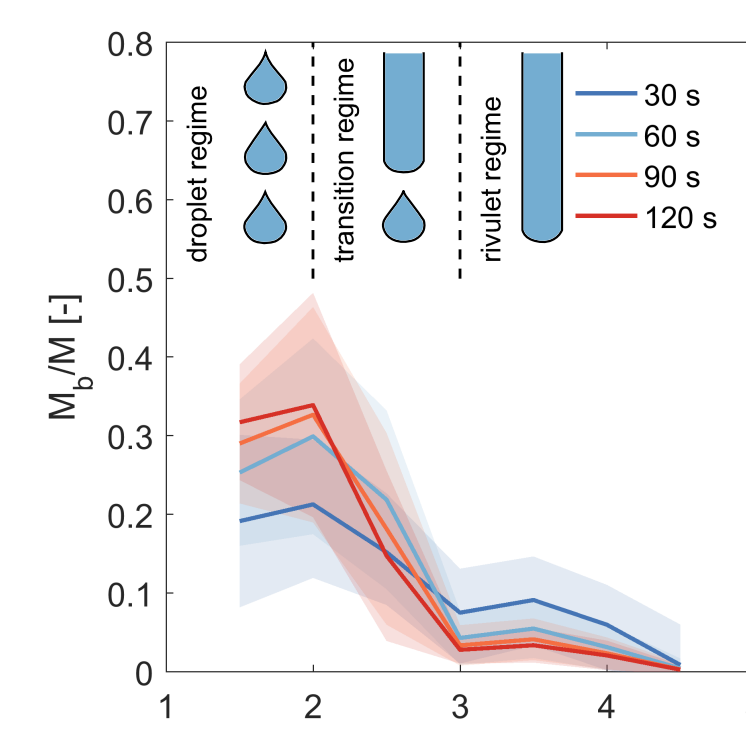 0.8
0.7
0.6
0.5
0.4
0.3
0.2
0.1
0
M_b/M [-]
1
2
3
4
droplet regime
transition regime
rivulet regime
30 s
60 s
90 s
120 s